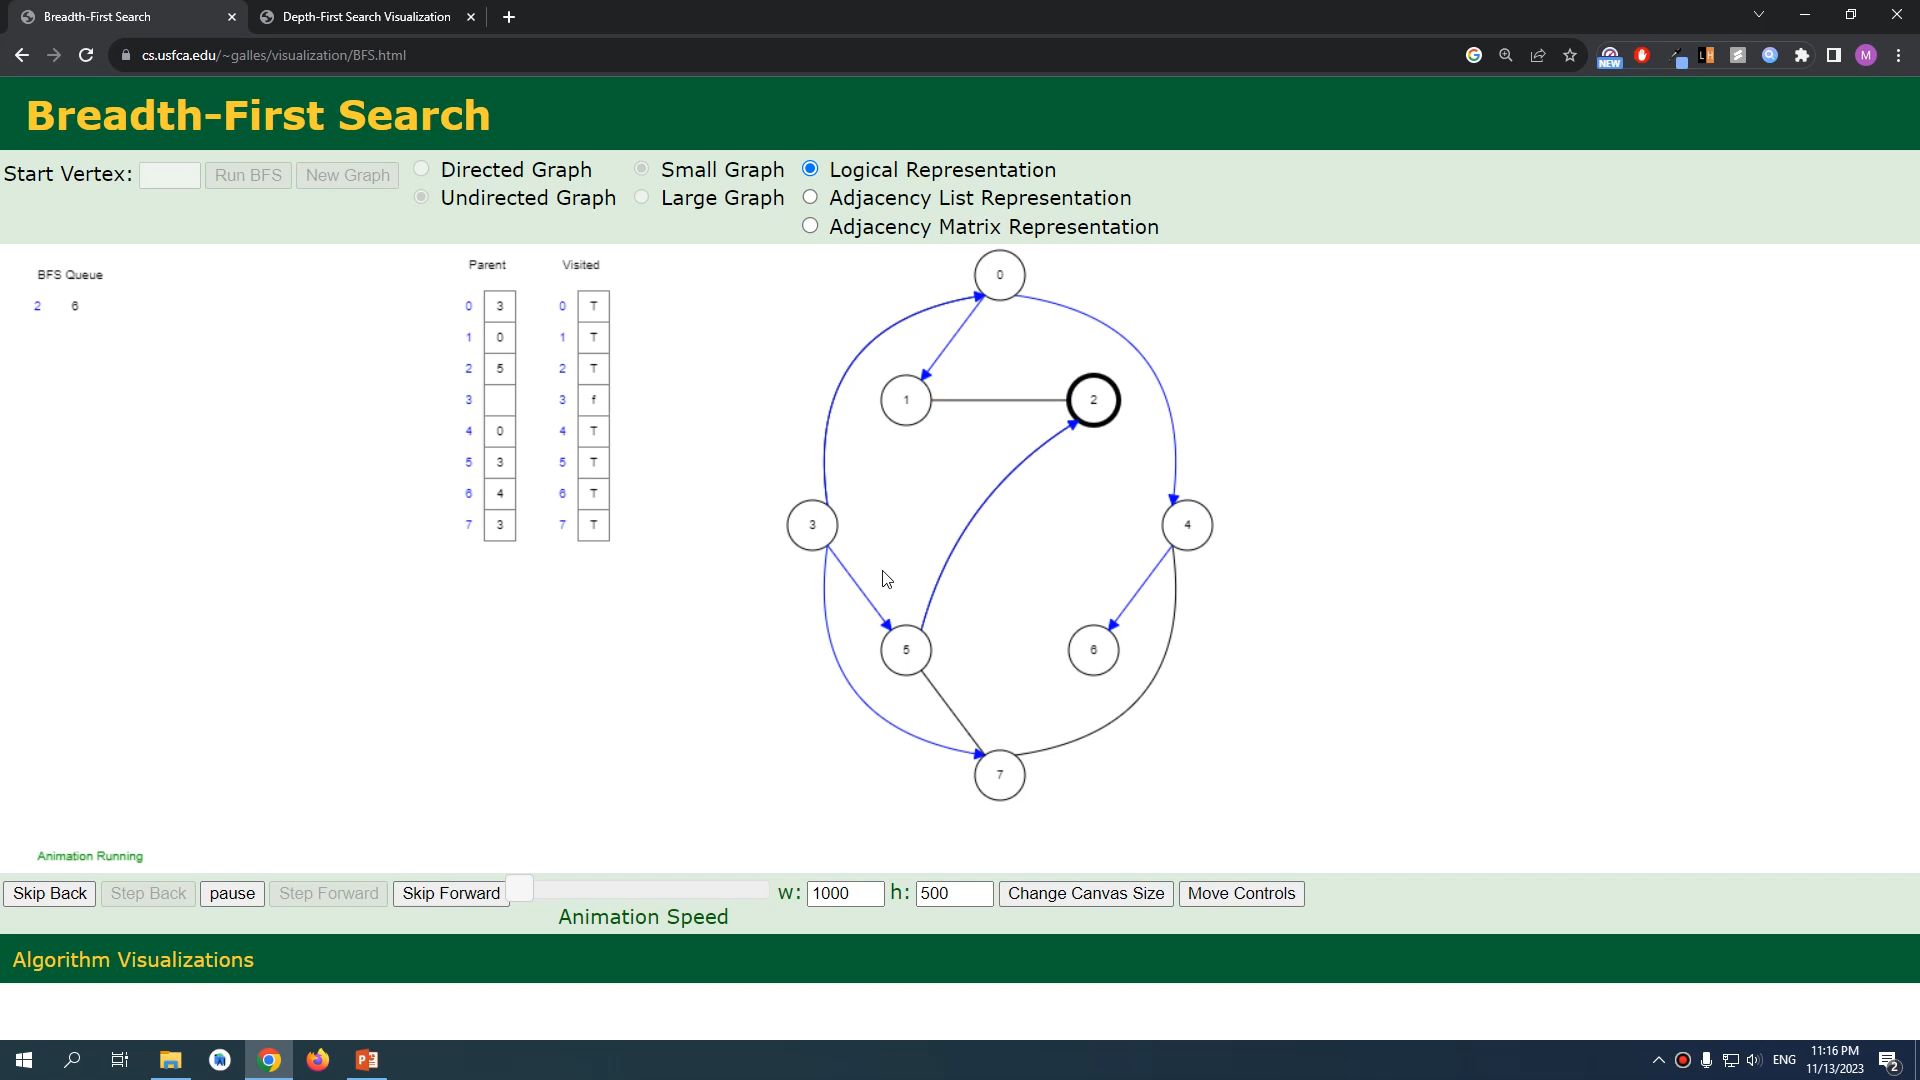 Breadth-First Search
Depth-First Search Visualization
cs.usfca.edu/~galles/visualization/BFS.html
NEW
M
Breadth-First Search
Start Vertex:
Run BFS
New Graph
Directed Graph
Undirected Graph
Small Graph
Large Graph
Logical Representation
Adjacency List Representation
Adjacency Matrix Representation
BFS Queue
2 6
Parent Visited
0 3 0 T
1 0 1 T
2 5 2 T
3 3 f
4 0 4 T
5 3 5 T
6 4 6 T
7 3 7 T
0
1 2
3 4
5 6
7
Animation Running
Skip Back Step Back pause Step Forward Skip Forward w: 1000 h: 500 Change Canvas Size Move Controls
Animation Speed
Algorithm Visualizations
ENG
11:16 PM
11/13/2023
2